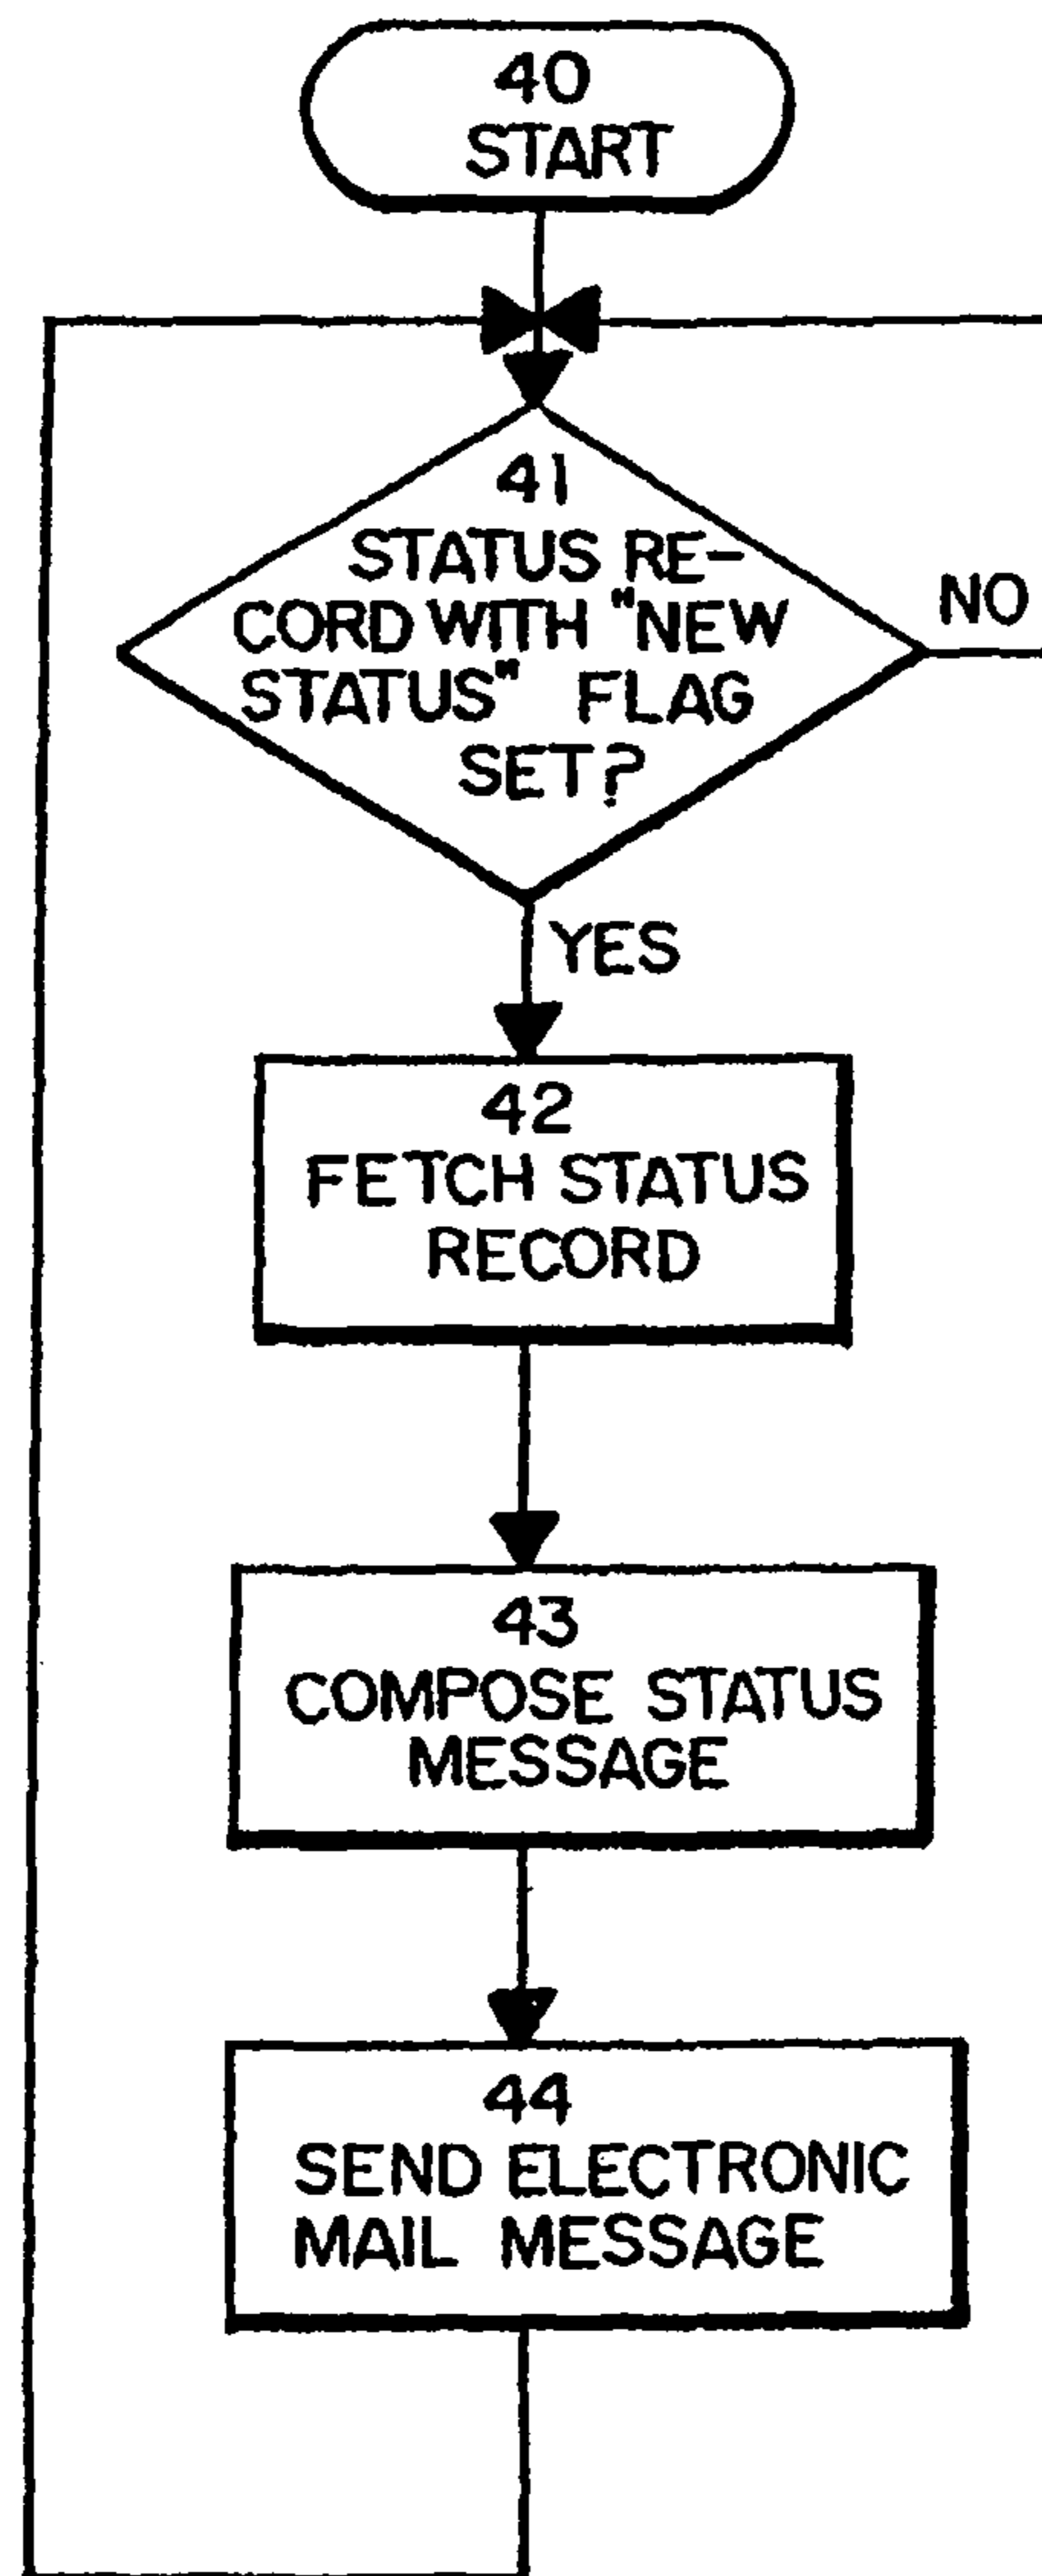 40
START
41
STATUS RE-
CORD WITH "NEW
STATUS" FLAG
SET?
NO
YES
42
FETCH STATUS
RECORD
43
COMPOSE STATUS
MESSAGE
44
SEND ELECTRONIC
MAIL MESSAGE